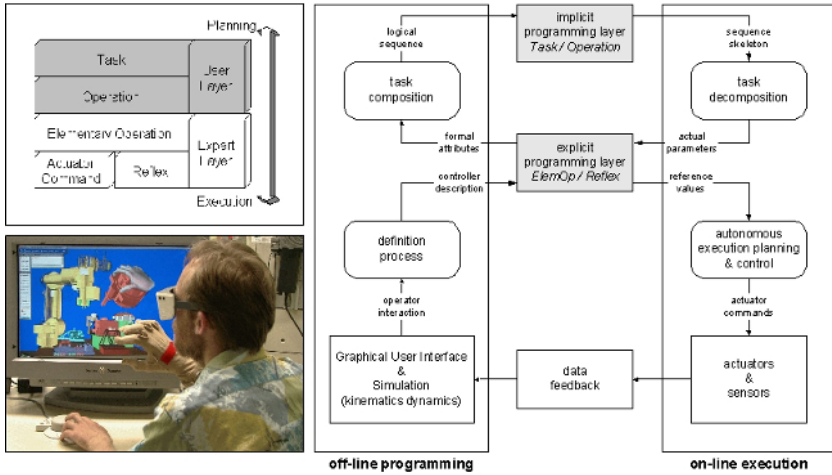 Planning
Task
Operation
User
Layer
Elementary Operation
Actuator
Command
Reflex
Expert
Layer
Execution
logical
sequence
implicit
programming layer
Task / Operation
sequence
skeleton
task
composition
task
decomposition
formal
attributes
actual
parameters
explicit
programming layer
ElemOp / Reflex
controller
description
reference
values
definition
process
autonomous
execution planning
& control
operator
interaction
actuator
commands
Graphical User Interface
&
Simulation
(kinematics dynamics)
data
feedback
actuators
&
sensors
off-line programming
on-line execution